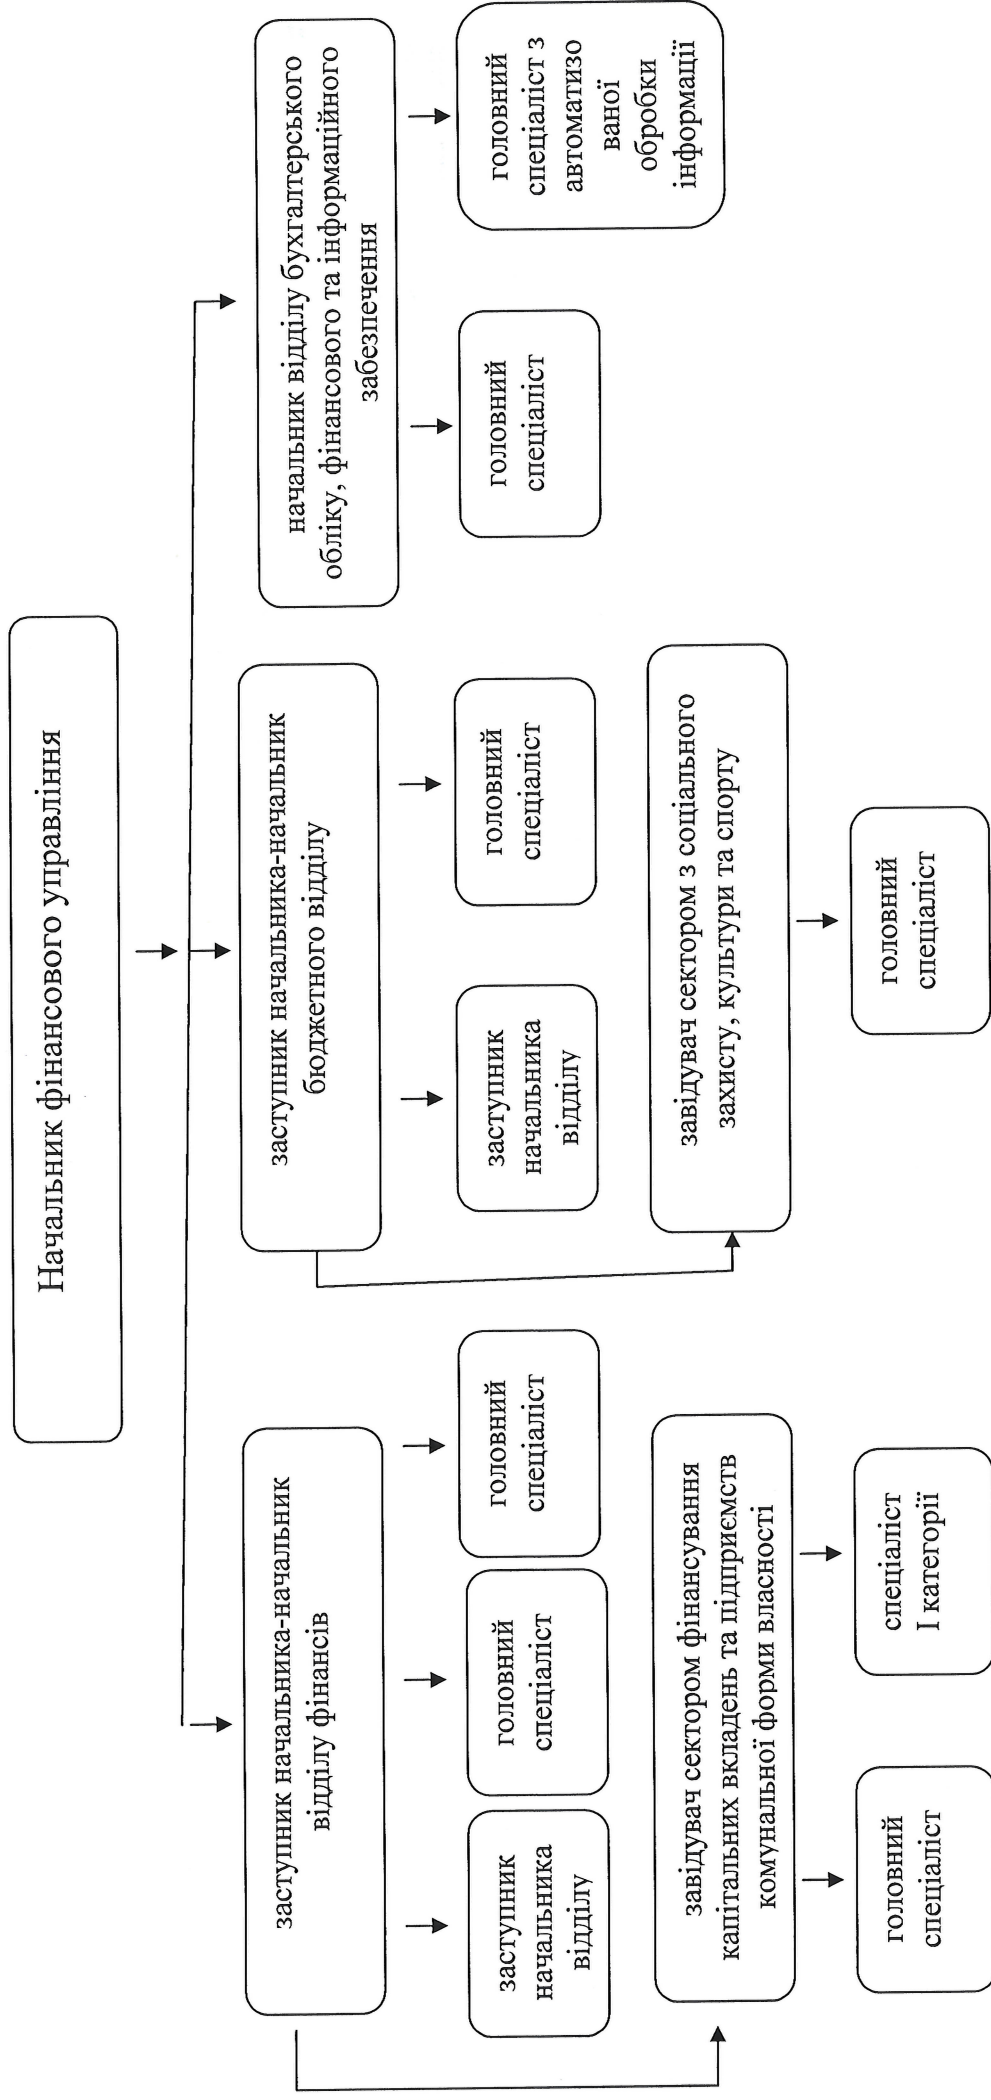 Начальник фінансового управління
заступник начальника-начальник
відділу фінансів
заступник начальника-начальник
бюджетного відділу
начальник відділу бухгалтерського
обліку, фінансового та інформаційного
забезпечення
заступник
начальника
відділу
головний
спеціаліст
головний
спеціаліст
заступник
начальника
відділу
головний
спеціаліст
головний
спеціаліст
головний
спеціаліст з
автоматизо
ваної
обробки
інформації
завідувач сектором фінансування
капітальних вкладень та підприємств
комунальної форми власності
завідувач сектором з соціального
захисту, культури та спорту
головний
спеціаліст
спеціаліст
І категорії
головний
спеціаліст